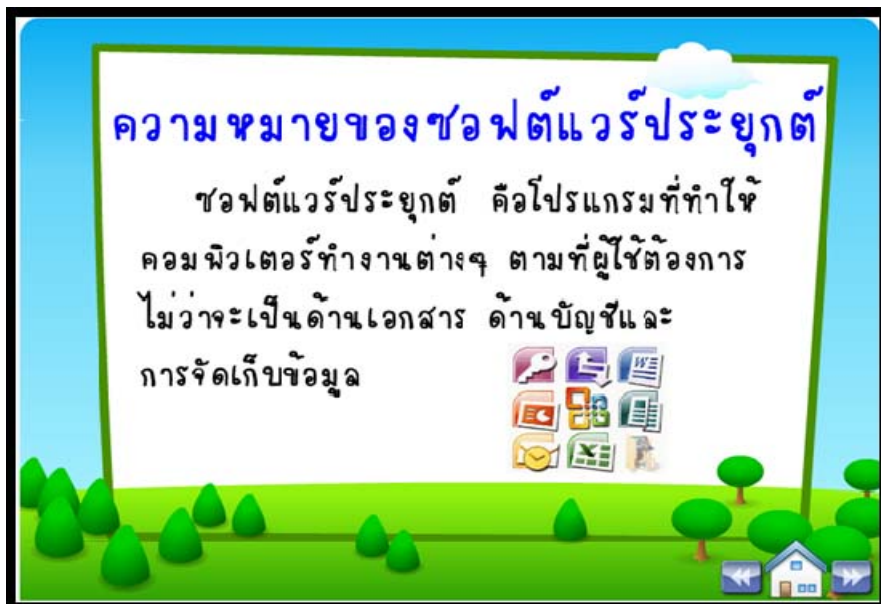 ความหมายของซอฟต์แวร์ประยุกต์
ซอฟต์แวร์ประยุกต์ คือโปรแกรมที่ทำให้
คอมพิวเตอร์ทำงานต่างๆ ตามที่ผู้ใช้ต้องการ
ไม่ว่าจะเป็นด้านเอกสาร ด้านบัญชีและ
การจัดเก็บข้อมูล